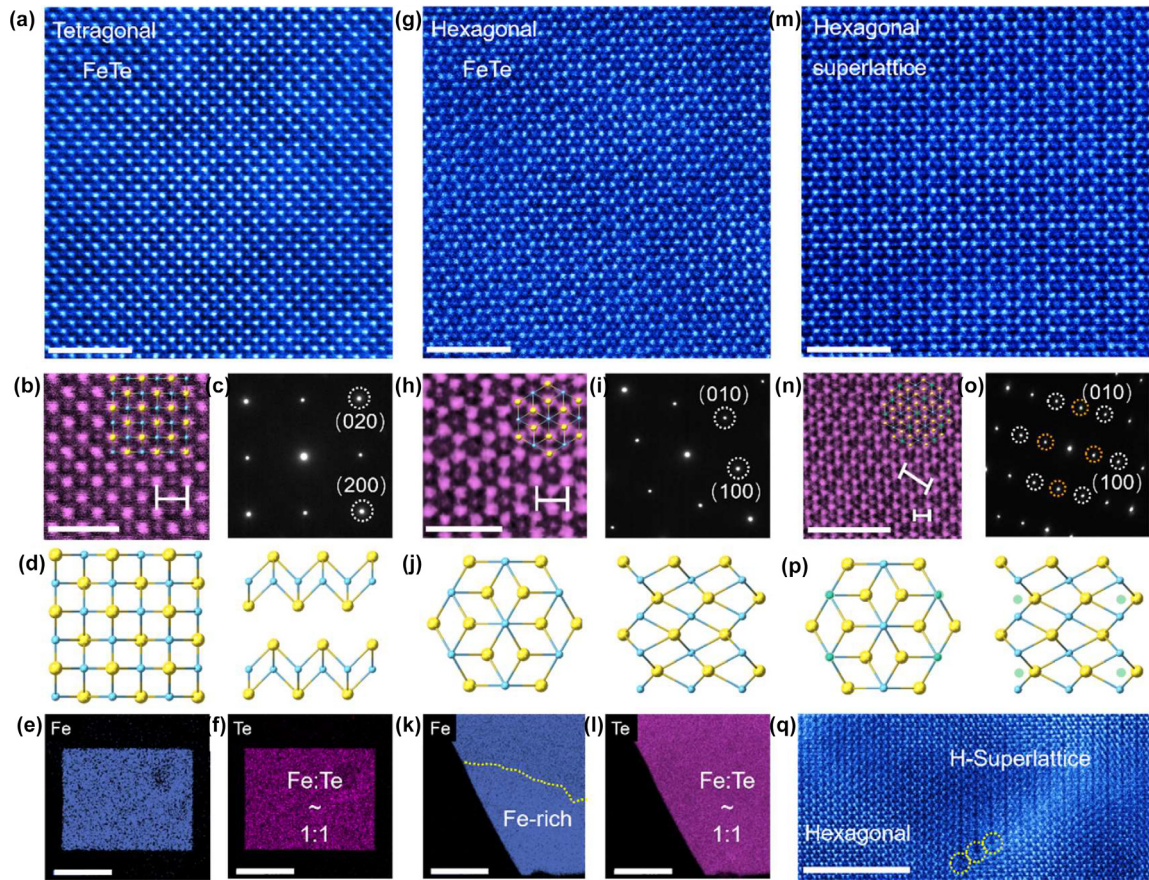 (a)
Tetragonal
FeTe
(g)
Hexagonal
FeTe
(m)
Hexagonal
superlattice
(b)
(c)
(020)
(200)
(h)
(i)
(010)
(100)
(n)
(o)
(010)
(100)
(d)
(j)
(p)
(e)
Fe
(f)
Te
Fe:Te
~
1:1
(k)
Fe
Fe-rich
(l)
Te
Fe:Te
~
1:1
(q)
H-Superlattice
Hexagonal